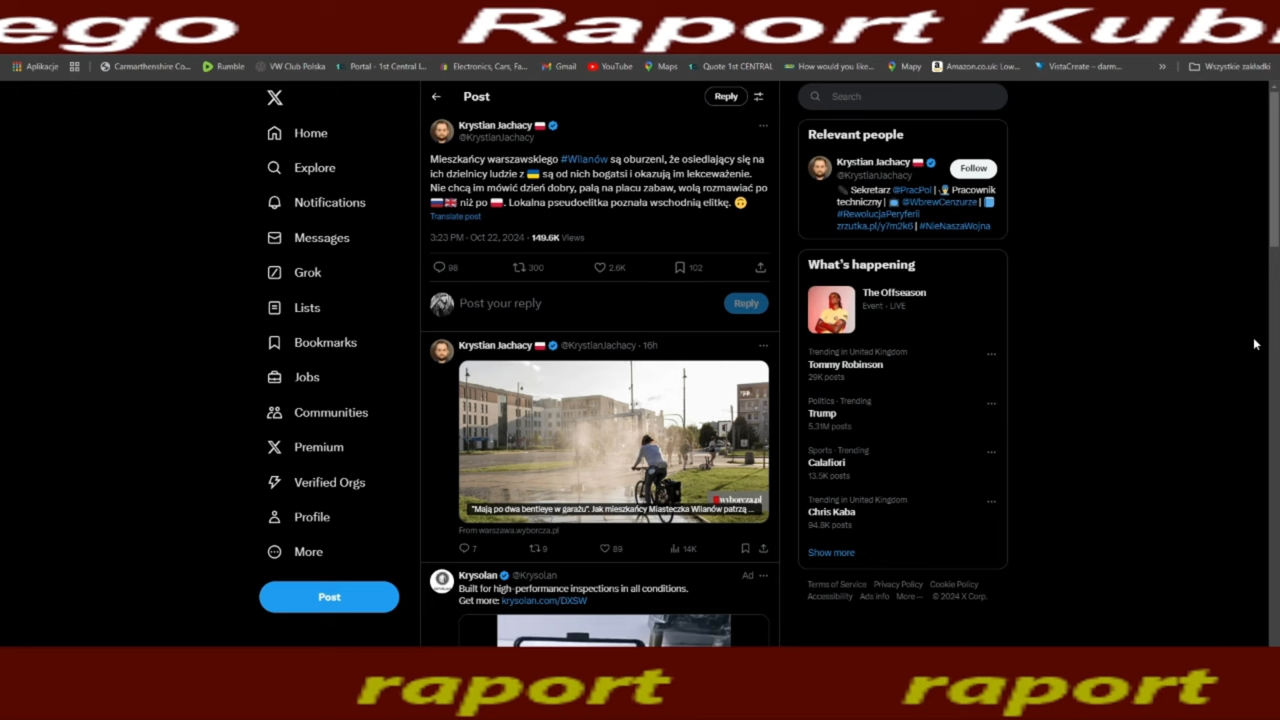 ego Raport Kub
Aplikacje Carmarthenshire Co... Rumble VW Club Polska Portal - 1st Central I... Electronics, Cars, Fa... Gmail YouTube Maps Quote 1st CENTRAL How would you like... Mapy Amazon.co.uk: Low... VistaCreate – darm... » Wszystkie zakładki
Home
Explore
Notifications
Messages
Grok
Lists
Bookmarks
Jobs
Communities
Premium
Verified Orgs
Profile
More
Post
Post Reply
Krystian Jachacy 🇵🇱
@KrystianJachacy
Mieszkańcy warszawskiego #Wilanów są oburzeni, że osiedlający się na
ich dzielnicy ludzie z 🇺🇦 są od nich bogatsi i okazują im lekceważenie.
Nie chcą im mówić dzień dobry, palą na placu zabaw, wolą rozmawiać po
🇷🇺🇬🇧 niż po 🇵🇱. Lokalna pseudoelitka poznała wschodnią elitkę. 🙃
Translate post
3:23 PM · Oct 22, 2024 · 149.6K Views
98 300 2.6K 102
Post your reply Reply
Krystian Jachacy 🇵🇱 @KrystianJachacy · 16h
wyborcza.pl
"Mają po dwa bentleye w garażu". Jak mieszkańcy Miasteczka Wilanów patrzą ...
From warszawa.wyborcza.pl
7 9 89 14K
Krysolan @Krysolan Ad
Built for high-performance inspections in all conditions.
Get more: krysolan.com/DXSW
Search
Relevant people
Krystian Jachacy 🇵🇱
@KrystianJachacy
Follow
Sekretarz @PracPol | Pracownik
techniczny | @WbrewCenzurze |
#RewolucjaPeryferii
zrzutka.pl/y7m2k6 | #NieNaszaWojna
What's happening
The Offseason
Event · LIVE
Trending in United Kingdom
Tommy Robinson
29K posts
Politics · Trending
Trump
5.31M posts
Sports · Trending
Calafiori
13.5K posts
Trending in United Kingdom
Chris Kaba
94.9K posts
Show more
Terms of Service Privacy Policy Cookie Policy
Accessibility Ads info More ··· © 2024 X Corp.
raport raport